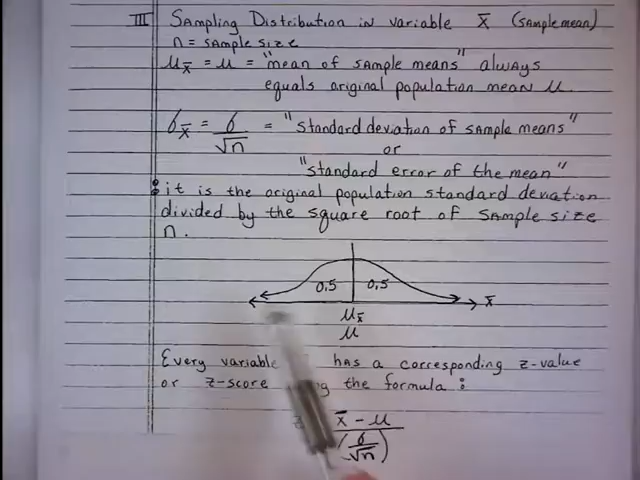 III Sampling Distribution in variable x̄ (sample mean)
n = sample size
μx̄ = μ = "mean of sample means" always
equals original population mean μ.
σx̄ = σ/√n = "standard deviation of sample means"
or
"standard error of the mean"
: it is the original population standard deviation
divided by the square root of sample size
n.
0.5 0.5 x̄
μx̄
μ
Every variable has a corresponding z-value
or z-score the formula :
z x̄ - μ
(σ/√n)